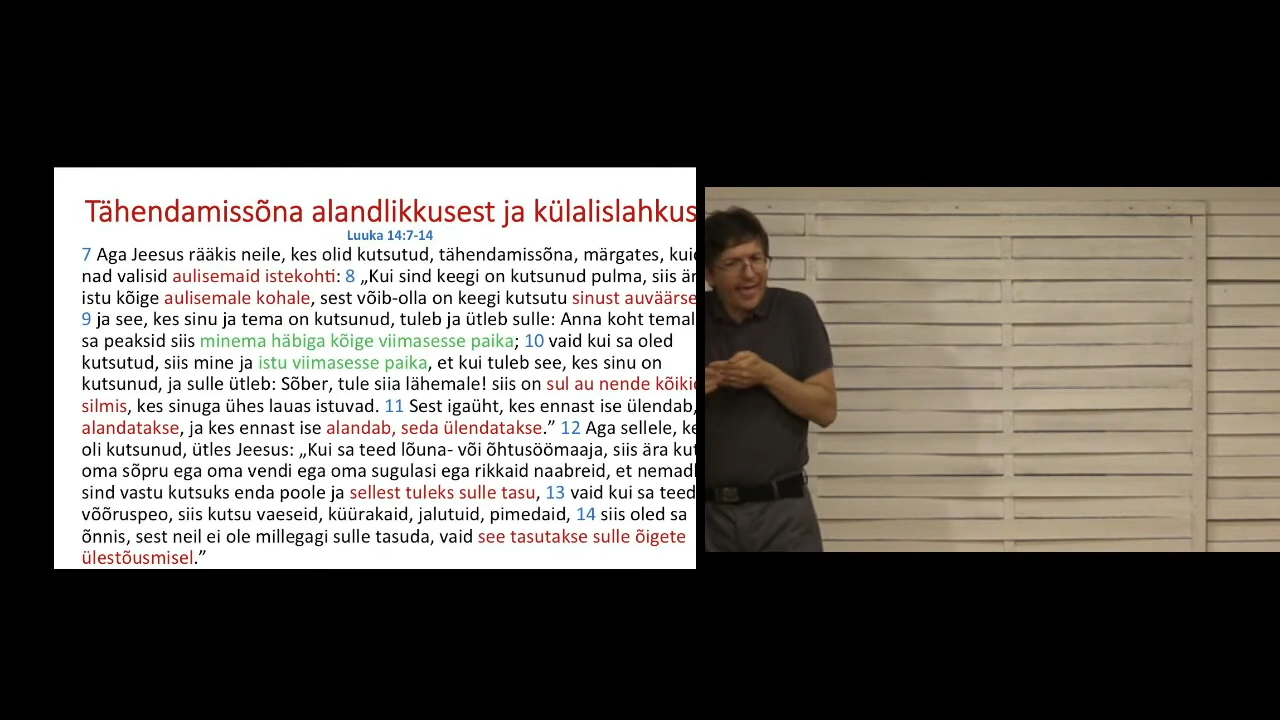 Tähendamissõna alandlikkusest ja külalislahkus
Luuka 14:7-14
7 Aga Jeesus rääkis neile, kes olid kutsutud, tähendamissõna, märgates, kuid
nad valisid aulisemaid istekohti: 8 „Kui sind keegi on kutsunud pulma, siis är
istu kõige aulisemale kohale, sest võib-olla on keegi kutsutu sinust auväärse
9 ja see, kes sinu ja tema on kutsunud, tuleb ja ütleb sulle: Anna koht temal
sa peaksid siis minema häbiga kõige viimasesse paika; 10 vaid kui sa oled
kutsutud, siis mine ja istu viimasesse paika, et kui tuleb see, kes sinu on
kutsunud, ja sulle ütleb: Sõber, tule siia lähemale! siis on sul au nende kõiki
silmis, kes sinuga ühes lauas istuvad. 11 Sest igaüht, kes ennast ise ülendab,
alandatakse, ja kes ennast ise alandab, seda ülendatakse.” 12 Aga sellele, ke
oli kutsunud, ütles Jeesus: „Kui sa teed lõuna- või õhtusöömaaja, siis ära kut
oma sõpru ega oma vendi ega oma sugulasi ega rikkaid naabreid, et nemad
sind vastu kutsuks enda poole ja sellest tuleks sulle tasu, 13 vaid kui sa teed
võõruspeo, siis kutsu vaeseid, küürakaid, jalutuid, pimedaid, 14 siis oled sa
õnnis, sest neil ei ole millegagi sulle tasuda, vaid see tasutakse sulle õigete
ülestõusmisel.”